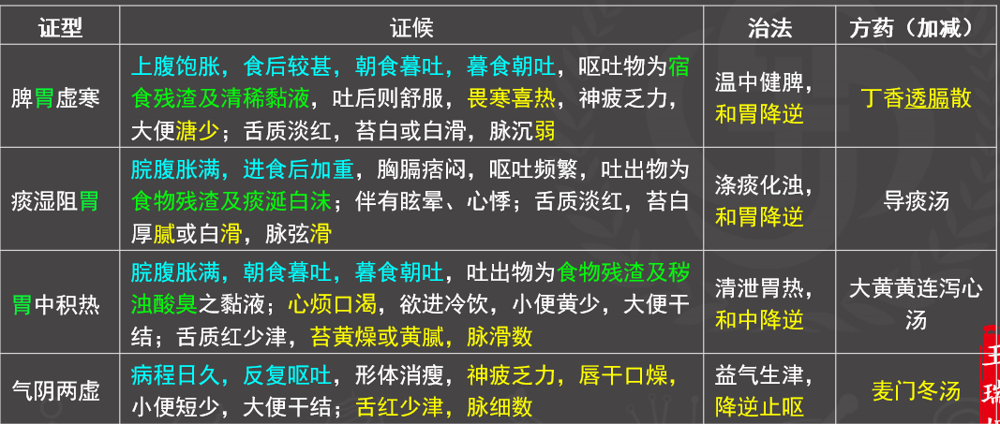 证型 证候 治法 方药（加减）
脾胃虚寒
上腹饱胀，食后较甚，朝食暮吐，暮食朝吐，呕吐物为宿
食残渣及清稀黏液，吐后则舒服，畏寒喜热，神疲乏力，
大便溏少；舌质淡红，苔白或白滑，脉沉弱
温中健脾，
和胃降逆
丁香透膈散
痰湿阻胃
脘腹胀满，进食后加重，胸膈痞闷，呕吐频繁，吐出物为
食物残渣及痰涎白沫；伴有眩晕、心悸；舌质淡红，苔白
厚腻或白滑，脉弦滑
涤痰化浊，
和胃降逆
导痰汤
胃中积热
脘腹胀满，朝食暮吐，暮食朝吐，吐出物为食物残渣及秽
浊酸臭之黏液；心烦口渴，欲进冷饮，小便黄少，大便干
结；舌质红少津，苔黄燥或黄腻，脉滑数
清泄胃热，
和中降逆
大黄黄连泻心
汤
气阴两虚
病程日久，反复呕吐，形体消瘦，神疲乏力，唇干口燥，
小便短少，大便干结；舌红少津，脉细数
益气生津，
降逆止呕
麦门冬汤
王
瑞